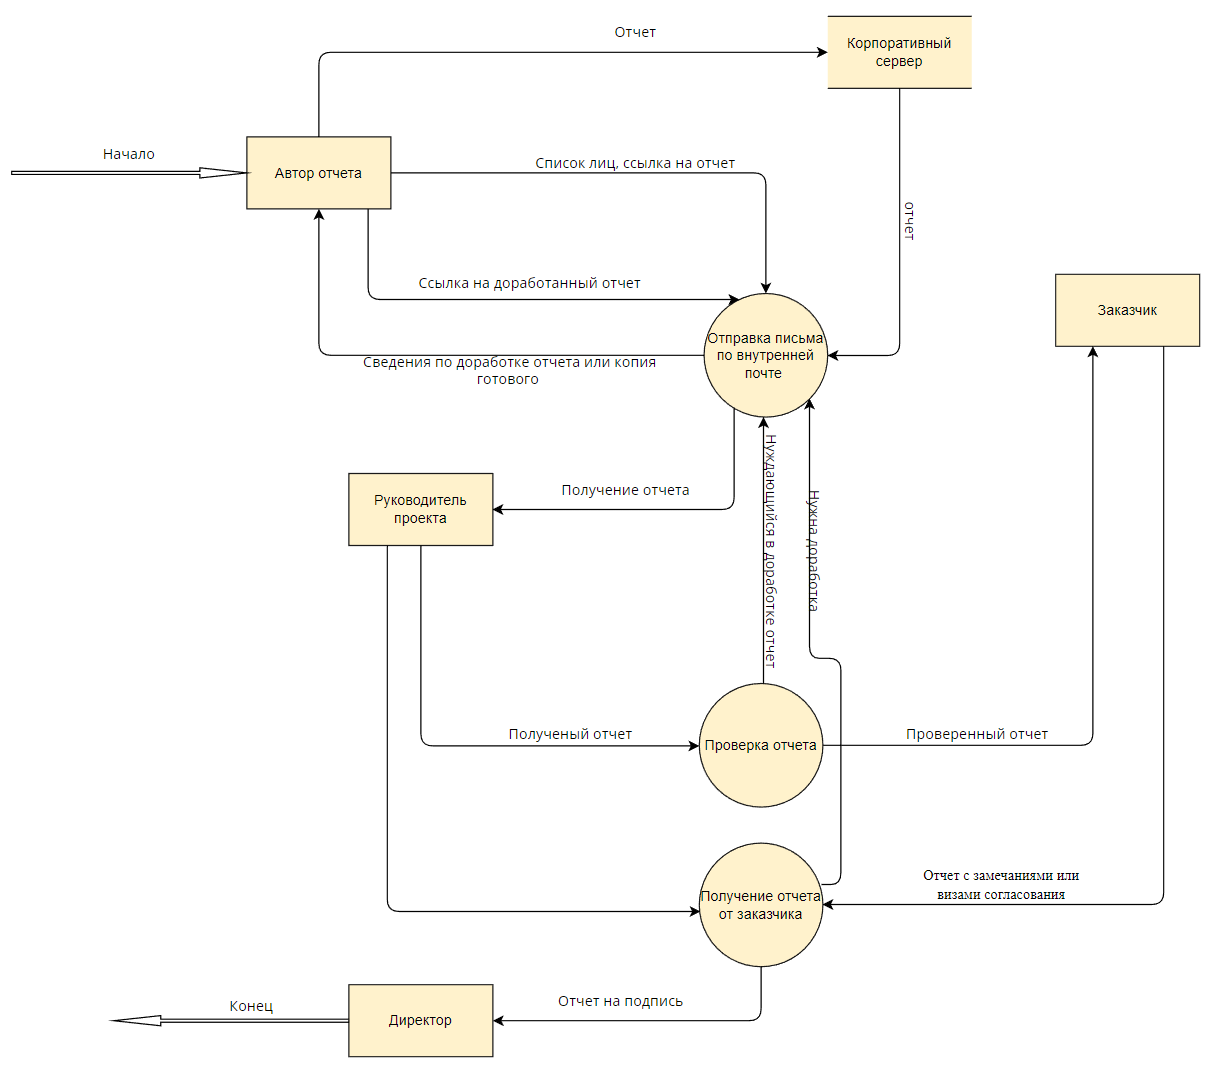 Отчет
Корпоративный
сервер
Начало
Автор отчета
Список лиц, ссылка на отчет
отчет
Ссылка на доработанный отчет
Заказчик
Отправка письма
по внутренней
почте
Сведения по доработке отчета или копия
готового
Нуждающийся в доработке отчет
Нужна доработка
Руководитель
проекта
Получение отчета
Полученый отчет
Проверка отчета
Проверенный отчет
Отчет с замечаниями или
визами согласования
Получение отчета
от заказчика
Конец
Директор
Отчет на подпись